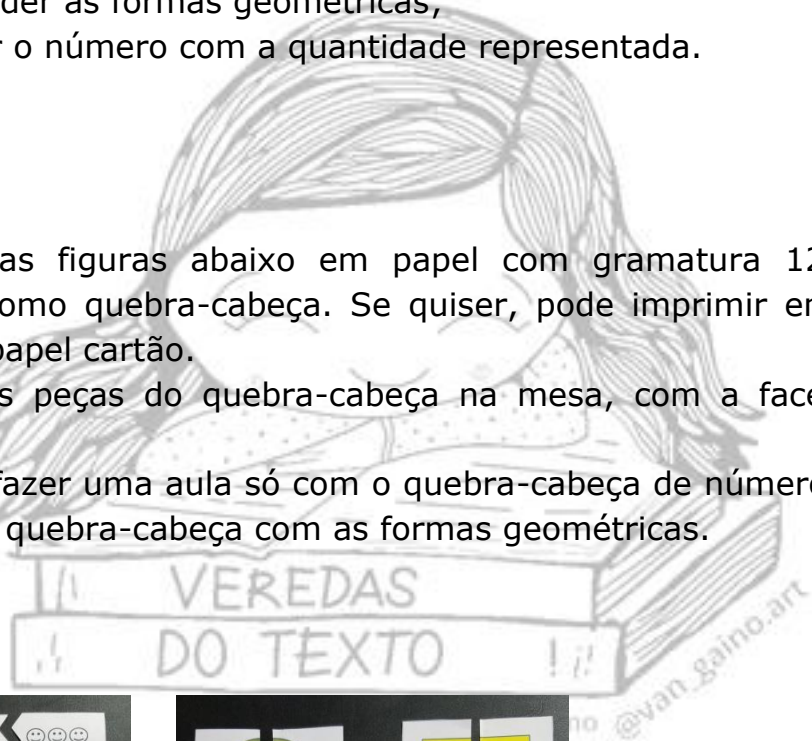 der as formas geométricas,
r o número com a quantidade representada.
as figuras abaixo em papel com gramatura 12
omo quebra-cabeça. Se quiser, pode imprimir em
papel cartão.
s peças do quebra-cabeça na mesa, com a face
fazer uma aula só com o quebra-cabeça de número
quebra-cabeça com as formas geométricas.
VEREDAS
DO TEXTO
@van_gaino.art